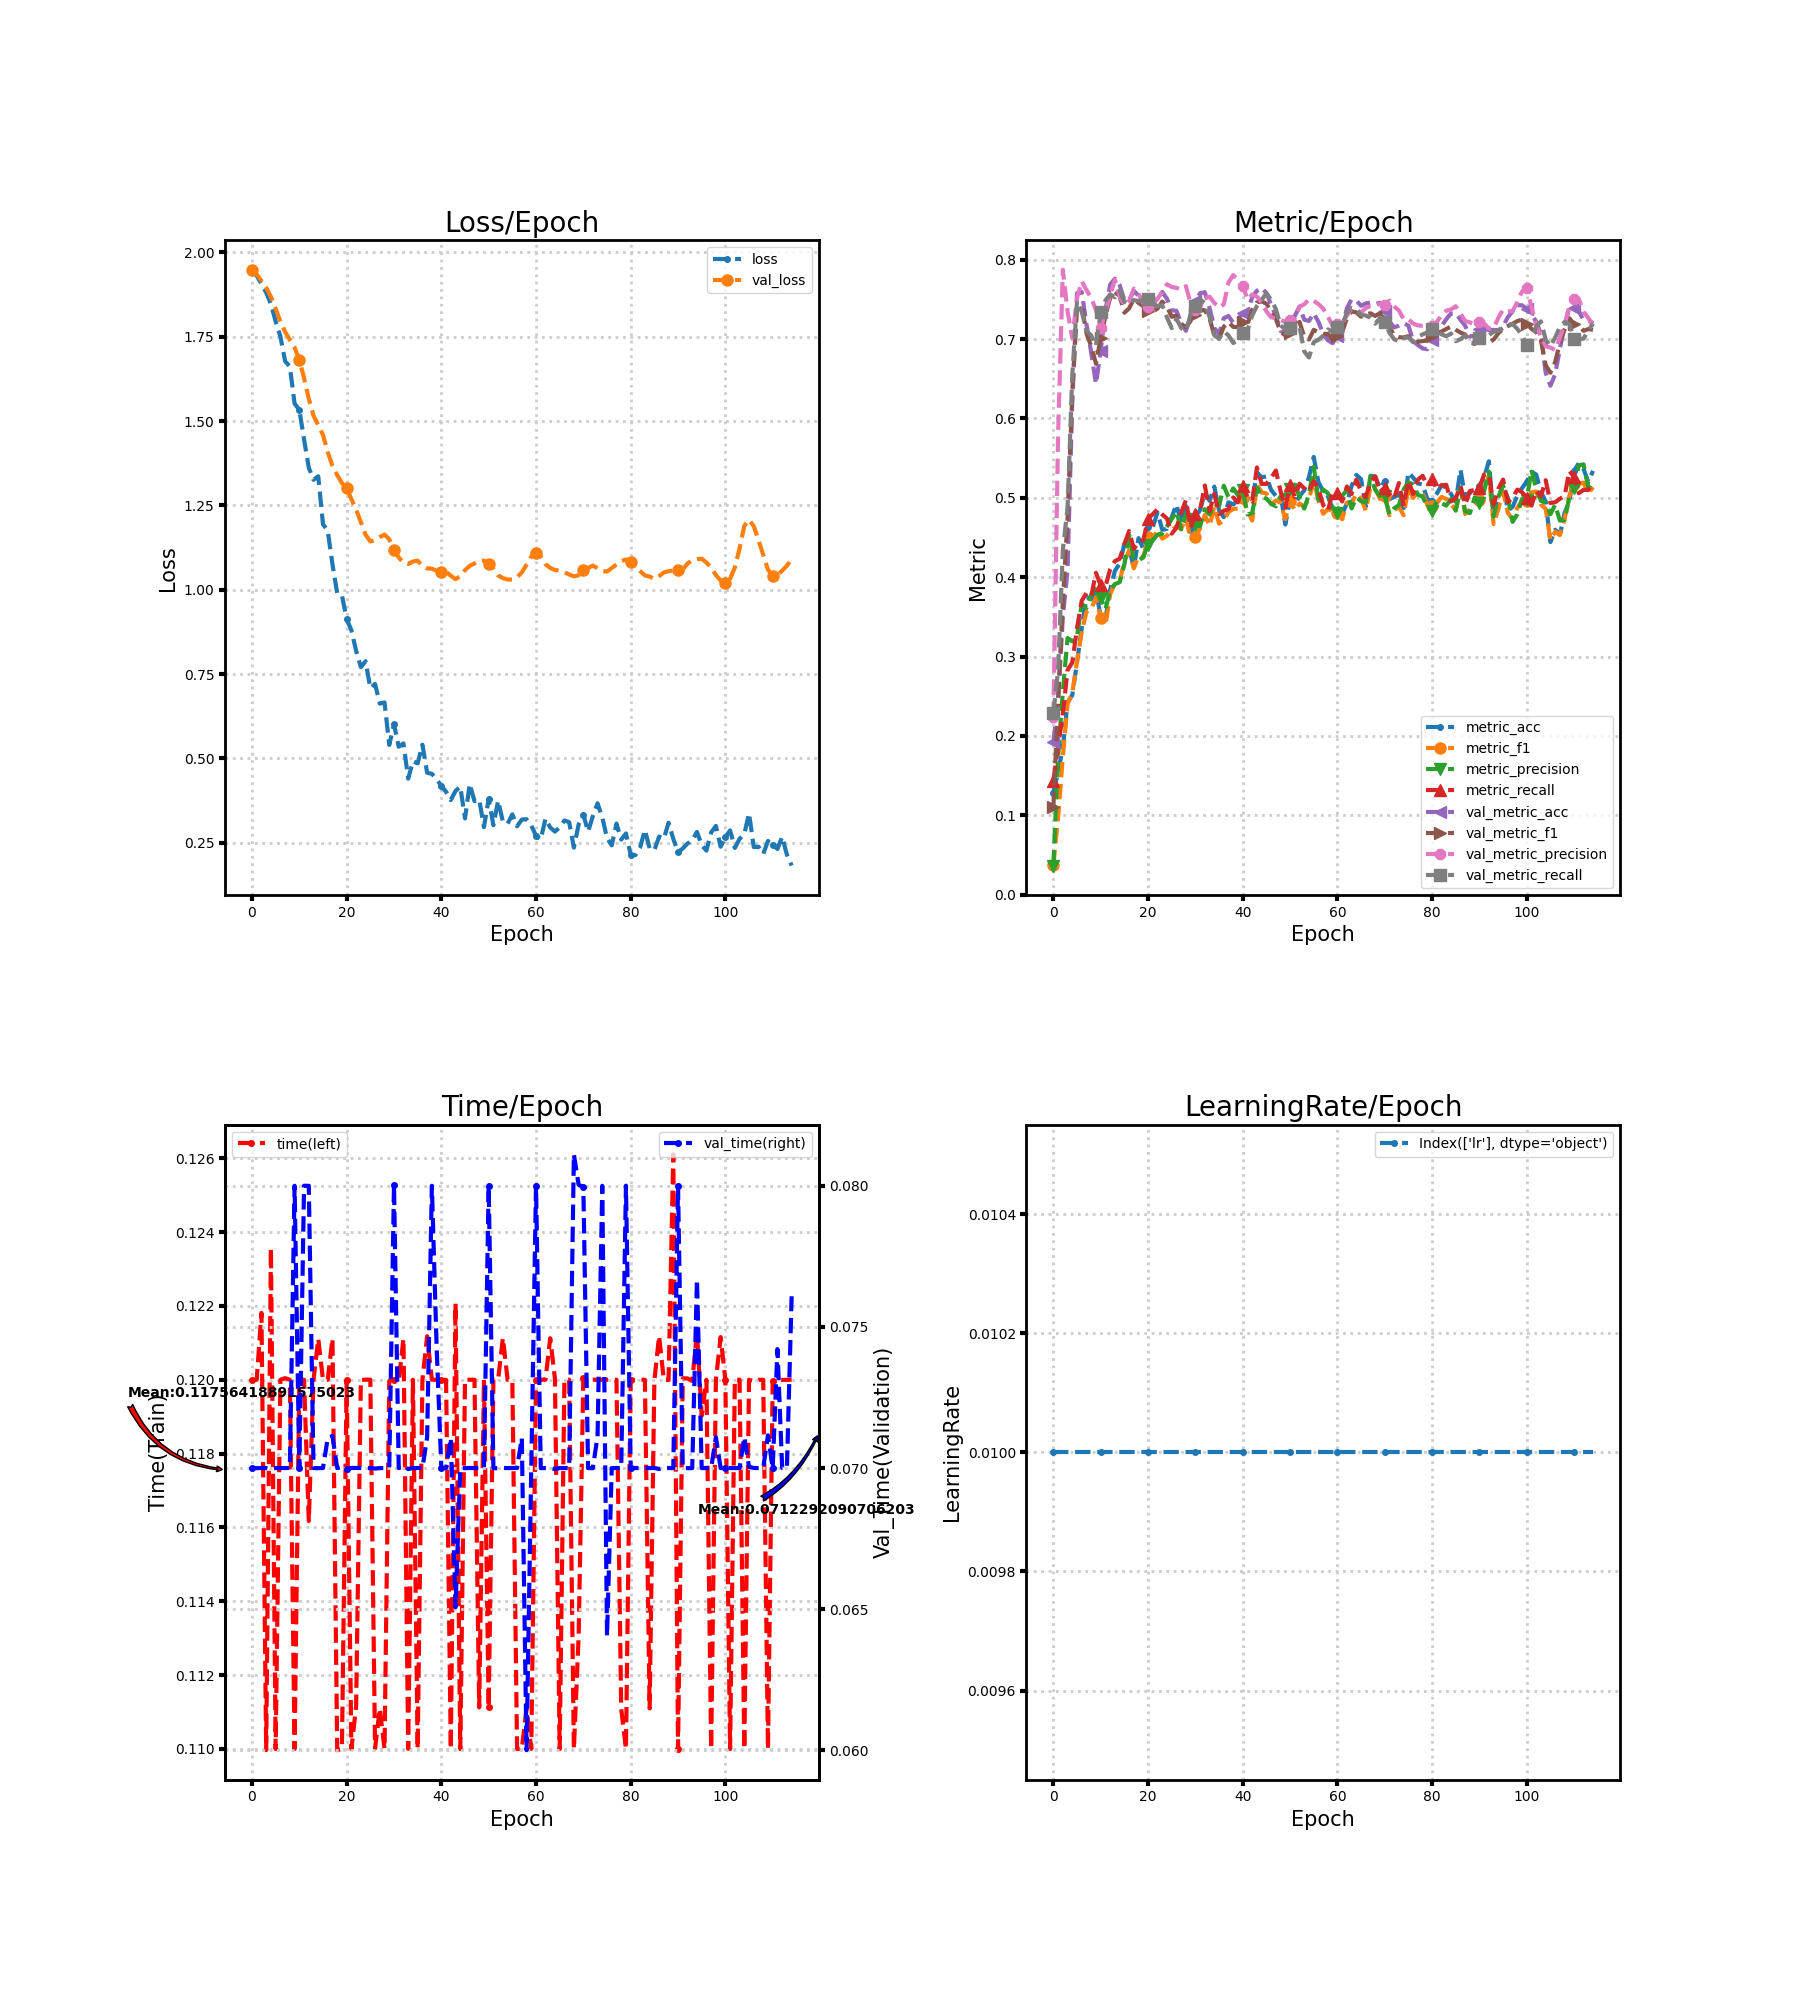 Loss/Epoch
2.00
1.75
1.50
1.25
1.00
0.75
0.50
0.25
Loss
loss
val_loss
0 20 40 60 80 100
Epoch
Metric/Epoch
0.8
0.7
0.6
0.5
0.4
0.3
0.2
0.1
0.0
Metric
metric_acc
metric_f1
metric_precision
metric_recall
val_metric_acc
val_metric_f1
val_metric_precision
val_metric_recall
0 20 40 60 80 100
Epoch
Time/Epoch
time(left)
val_time(right)
0.126
0.124
0.122
0.120
0.118
0.116
0.114
0.112
0.110
Time(Train)
0.080
0.075
0.070
0.065
0.060
Val_Time(Validation)
Mean:0.0712292090706203
0 20 40 60 80 100
Epoch
LearningRate/Epoch
Index(['lr'], dtype='object')
0.0104
0.0102
0.0100
0.0098
0.0096
LearningRate
0 20 40 60 80 100
Epoch